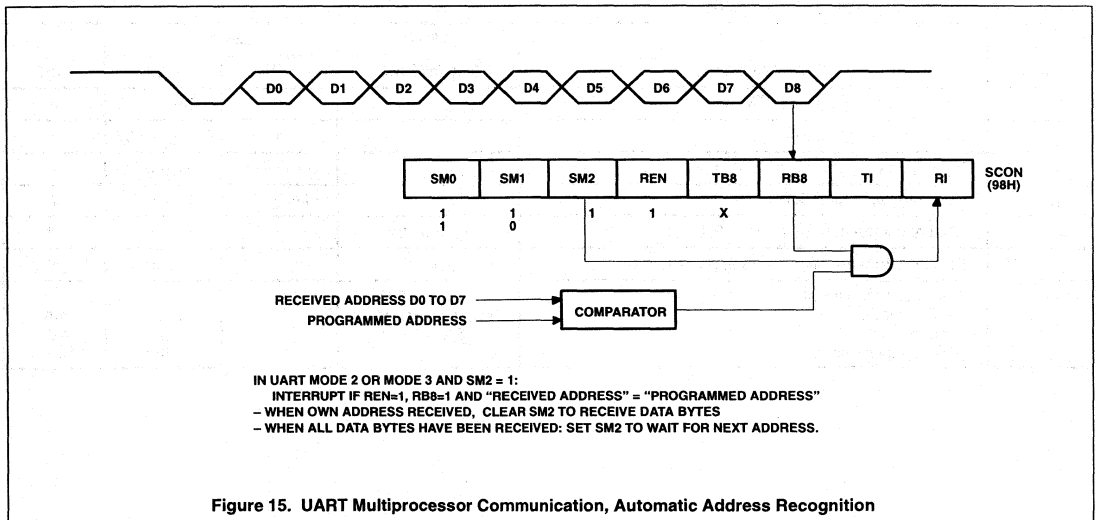 D0 D1 D2 D3 D4 D5 D6 D7 D8
SM0 SM1 SM2 REN TB8 RB8 TI RI
SCON
(98H)
1 1 1 1 X
1 0
RECEIVED ADDRESS D0 TO D7
PROGRAMMED ADDRESS
COMPARATOR
IN UART MODE 2 OR MODE 3 AND SM2 = 1:
INTERRUPT IF REN=1, RB8=1 AND "RECEIVED ADDRESS" = "PROGRAMMED ADDRESS"
– WHEN OWN ADDRESS RECEIVED, CLEAR SM2 TO RECEIVE DATA BYTES
– WHEN ALL DATA BYTES HAVE BEEN RECEIVED: SET SM2 TO WAIT FOR NEXT ADDRESS.
Figure 15. UART Multiprocessor Communication, Automatic Address Recognition